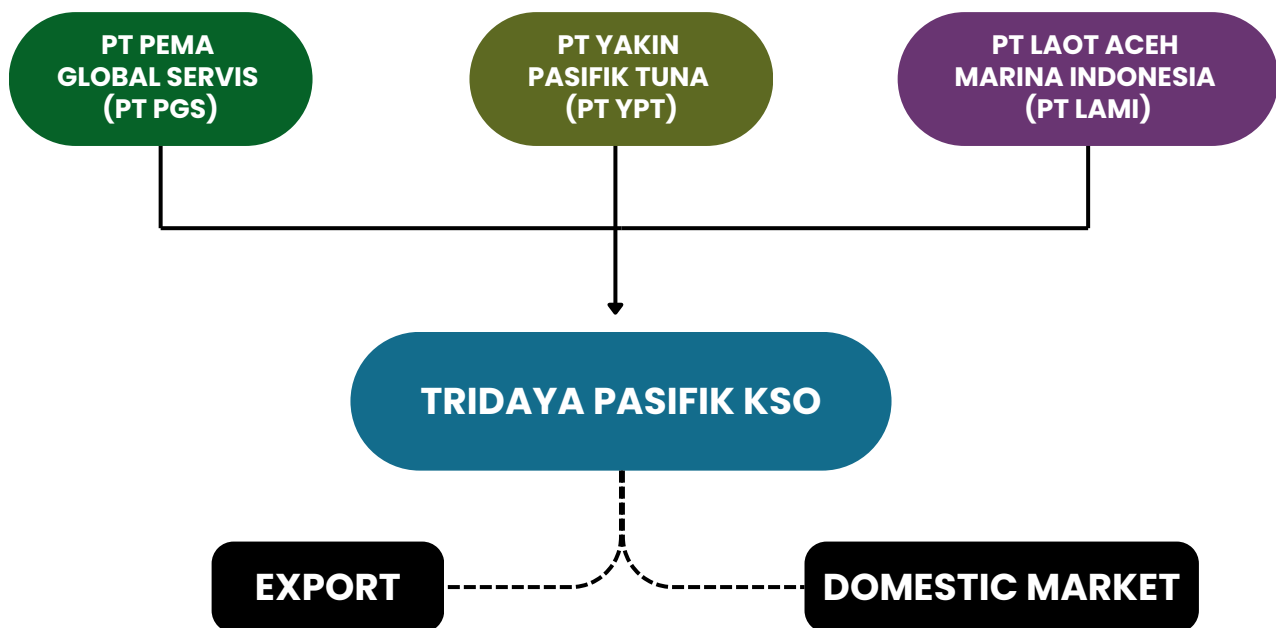 PT PEMA
GLOBAL SERVIS
(PT PGS)
PT YAKIN
PASIFIK TUNA
(PT YPT)
PT LAOT ACEH
MARINA INDONESIA
(PT LAMI)
TRIDAYA PASIFIK KSO
EXPORT
DOMESTIC MARKET